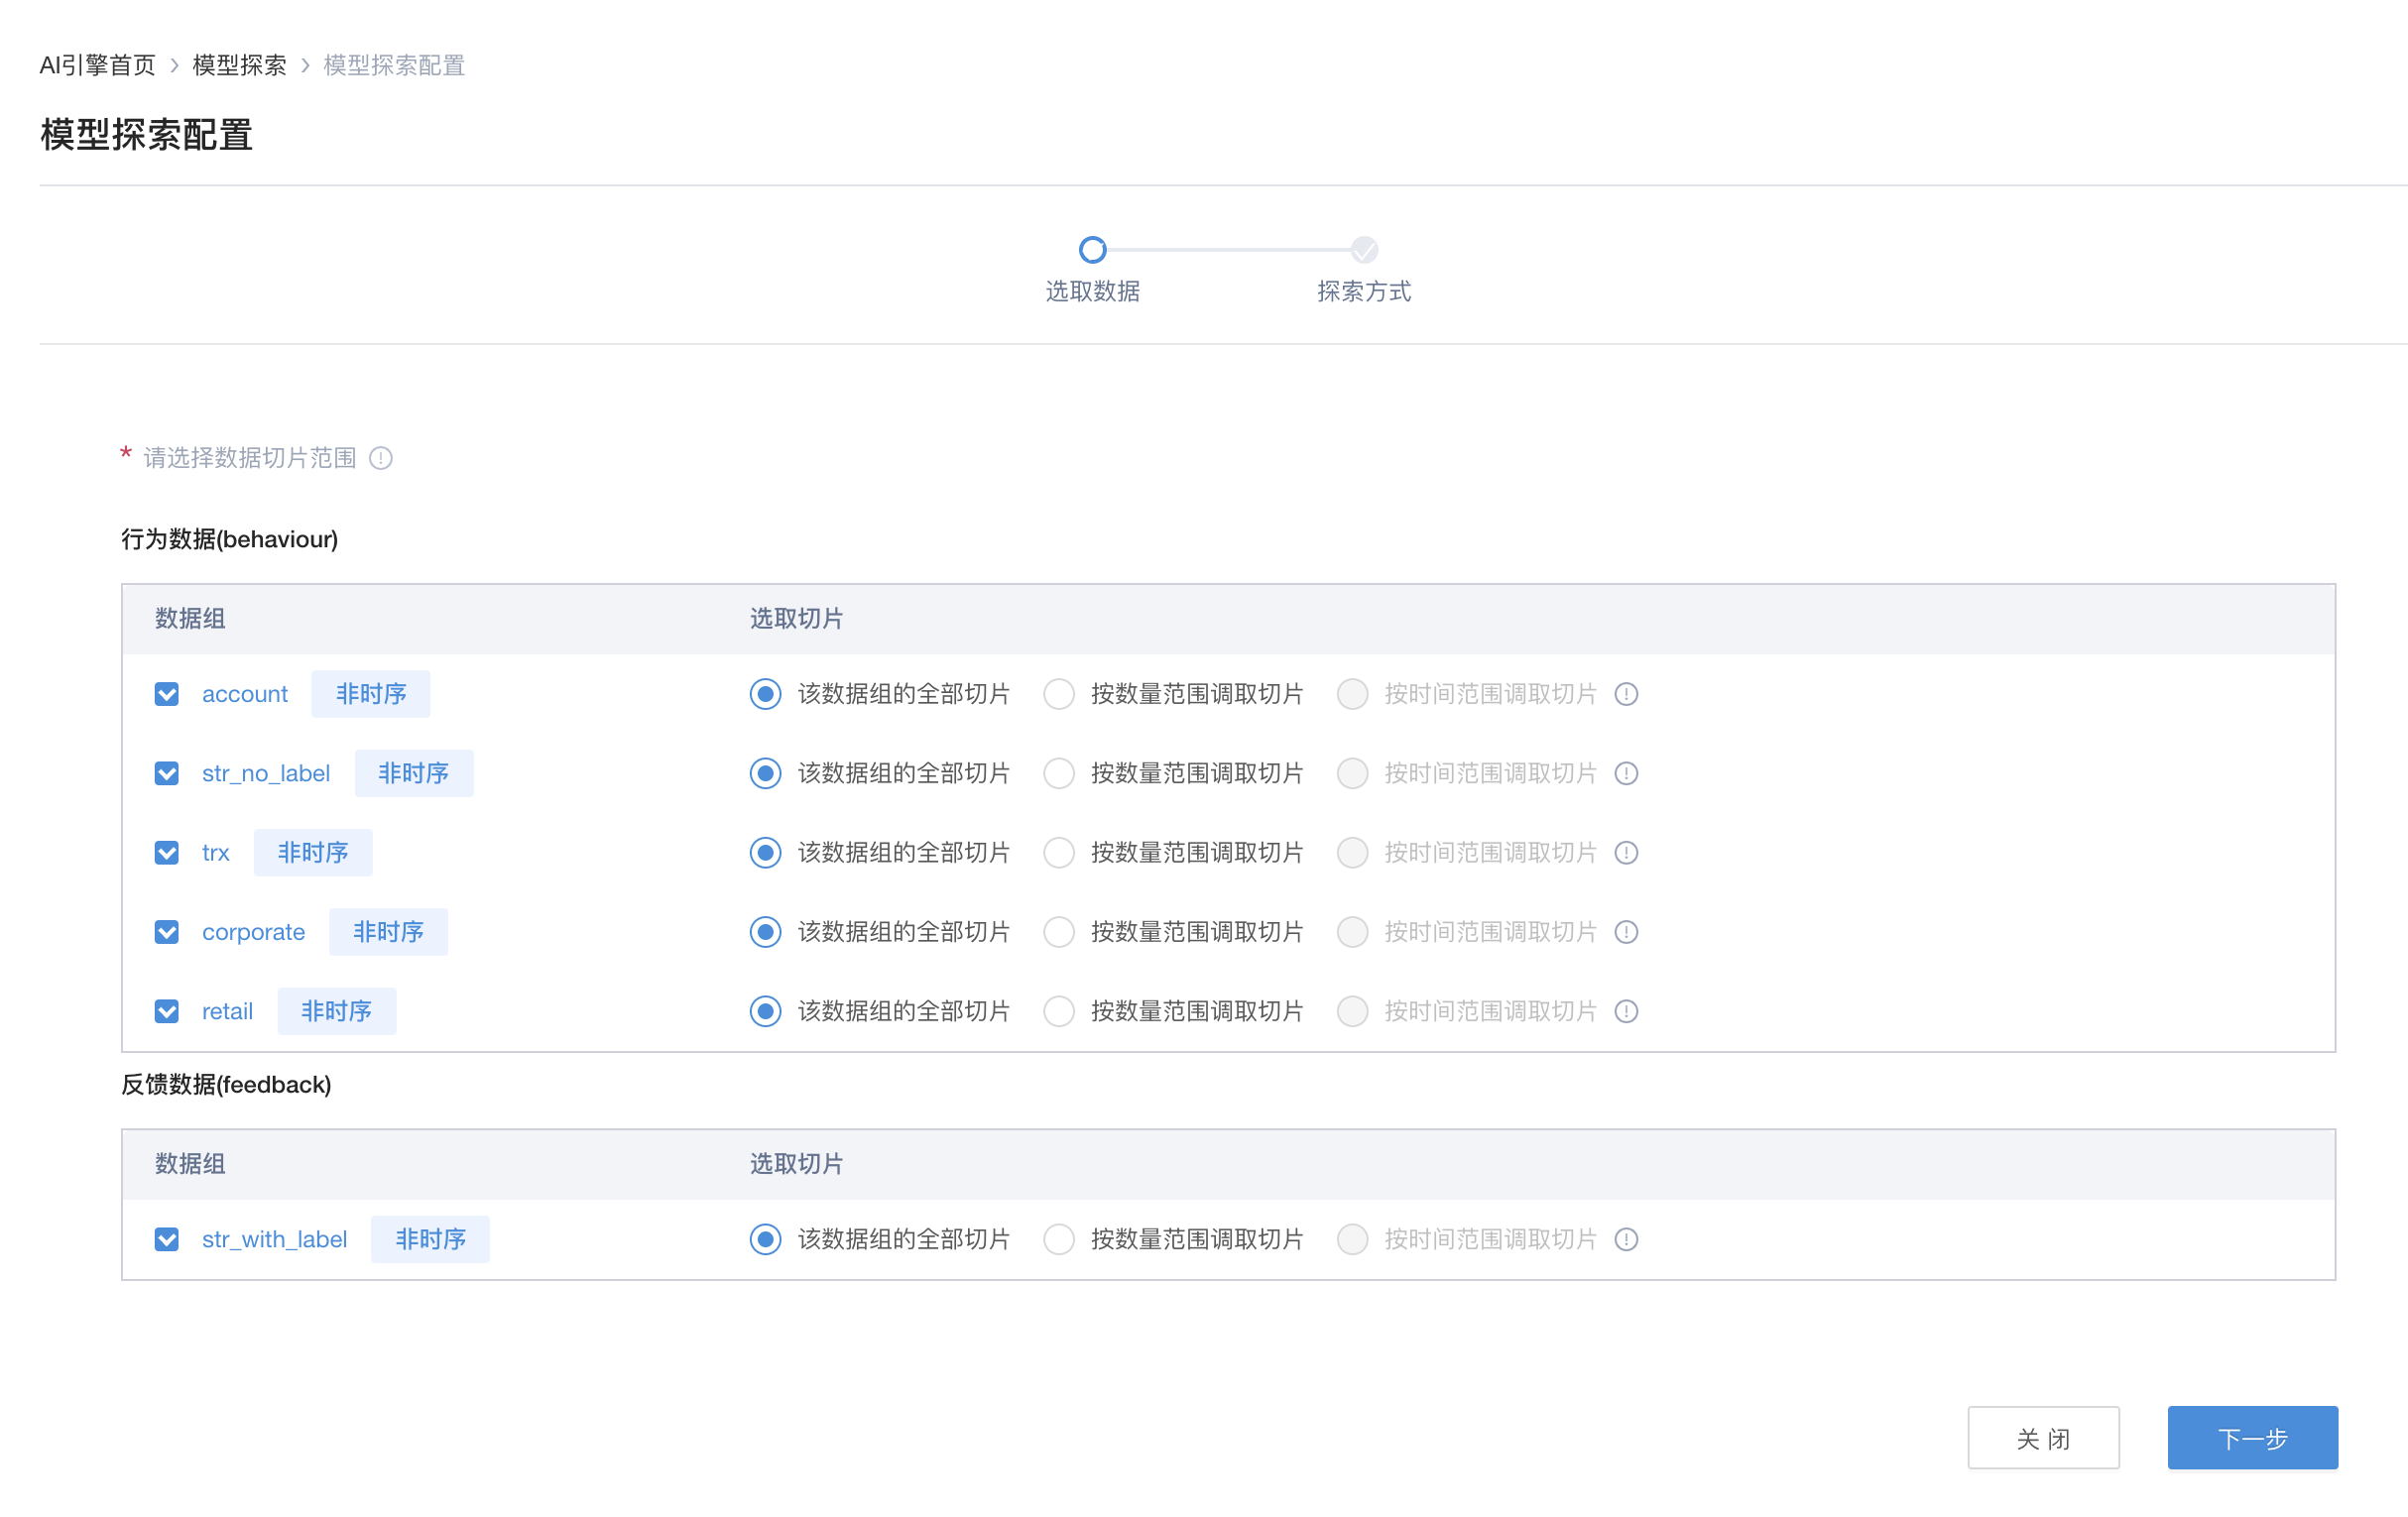 AI引擎首页 > 模型探索 > 模型探索配置
模型探索配置
选取数据 探索方式
* 请选择数据切片范围
行为数据(behaviour)
数据组 选取切片
account 非时序 该数据组的全部切片 按数量范围调取切片 按时间范围调取切片
str_no_label 非时序 该数据组的全部切片 按数量范围调取切片 按时间范围调取切片
trx 非时序 该数据组的全部切片 按数量范围调取切片 按时间范围调取切片
corporate 非时序 该数据组的全部切片 按数量范围调取切片 按时间范围调取切片
retail 非时序 该数据组的全部切片 按数量范围调取切片 按时间范围调取切片
反馈数据(feedback)
数据组 选取切片
str_with_label 非时序 该数据组的全部切片 按数量范围调取切片 按时间范围调取切片
关 闭 下一步